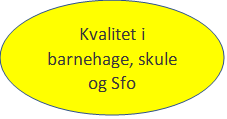 Kvalitet i
barnehage, skule
og Sfo